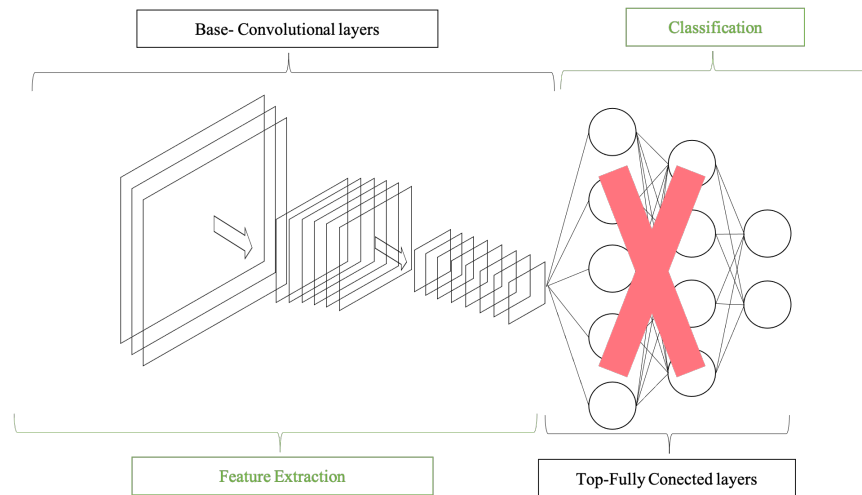 Base- Convolutional layers
Classification
Feature Extraction
Top-Fully Conected layers